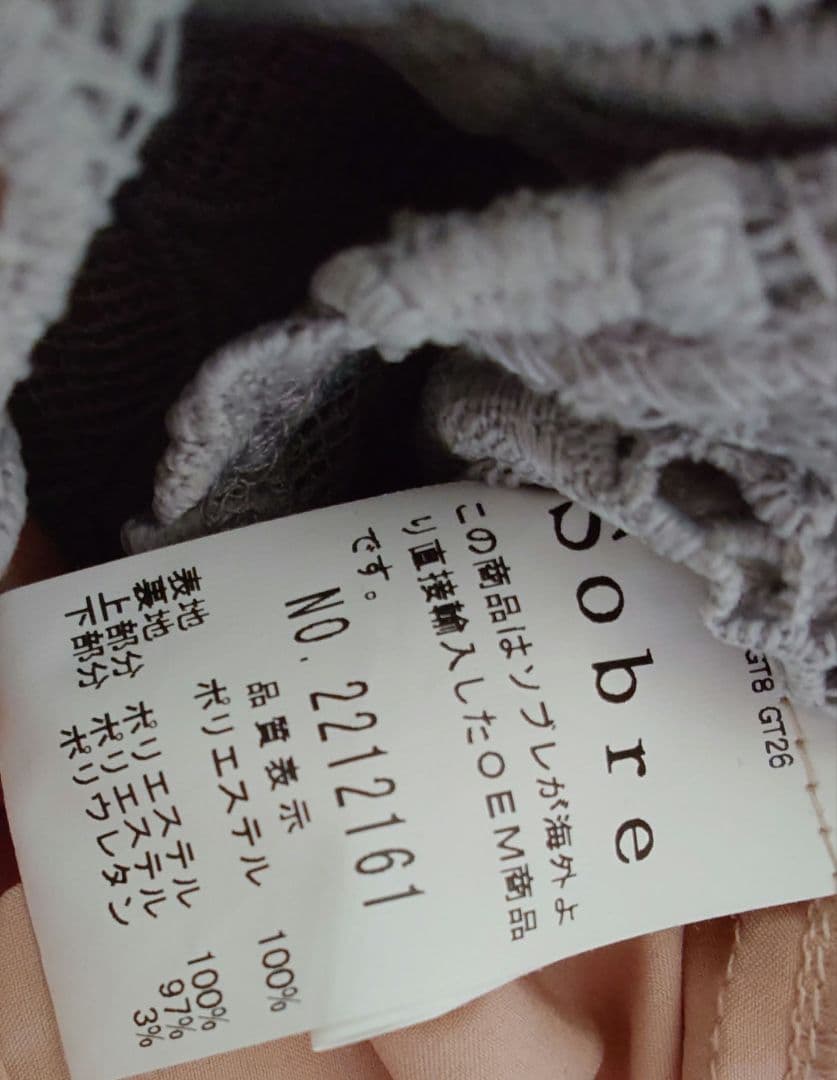 GT8 GT26
Sobre
この商品はソブレが海外よ
り直接輸入したOEM商品
です。
NO. 2212161
品質表示
表地 ポリエステル 100%
裏地
上部分 ポリエステル 100%
下部分 ポリエステル 97%
ポリウレタン 3%